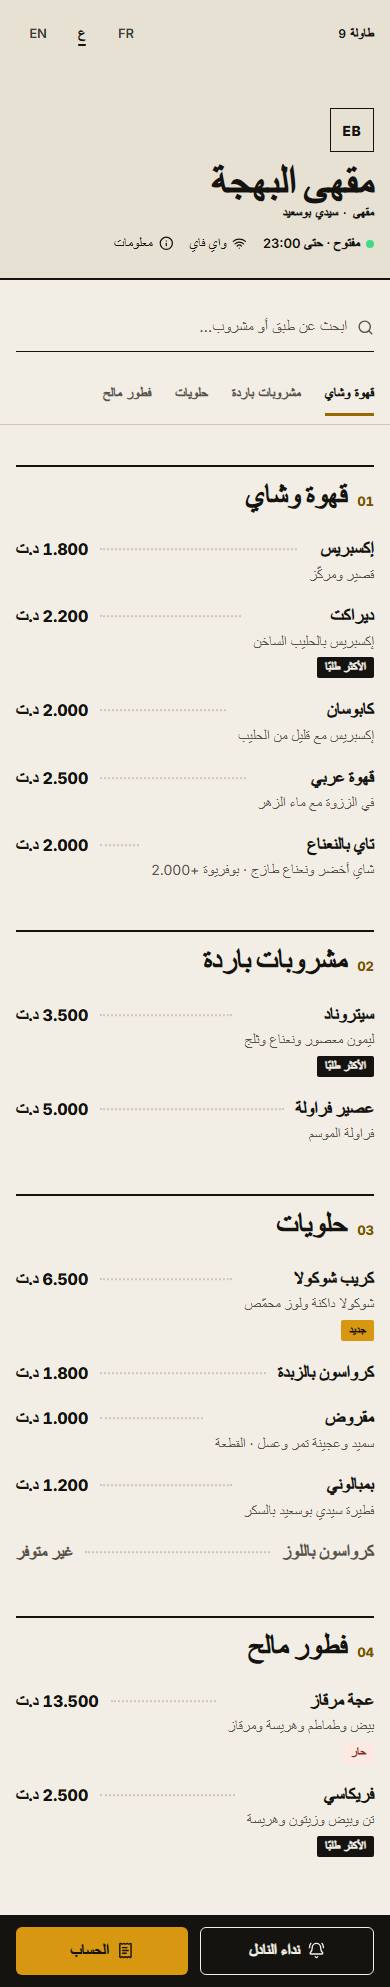 طاولة 9
FR
ع
EN
EB
مقهى البهجة
مقهى · سيدي بوسعيد
مفتوح · حتى 23:00
واي فاي
معلومات
ابحث عن طبق أو مشروب...
قهوة وشاي
مشروبات باردة
حلويات
فطور مالح
01 قهوة وشاي
إكسبريس 1.800 د.ت
قصير ومركّز
ديراكت 2.200 د.ت
إكسبريس بالحليب الساخن
الأكثر طلبًا
كابوسان 2.000 د.ت
إكسبريس مع قليل من الحليب
قهوة عربي 2.500 د.ت
في الززوة مع ماء الزهر
تاي بالنعناع 2.000 د.ت
شاي أخضر ونعناع طازج · بوفريوة +2.000
02 مشروبات باردة
سيتروناد 3.500 د.ت
ليمون معصور ونعناع وثلج
الأكثر طلبًا
عصير فراولة 5.000 د.ت
فراولة الموسم
03 حلويات
كريب شوكولا 6.500 د.ت
شوكولا داكنة ولوز محمّص
جديد
كرواسون بالزبدة 1.800 د.ت
مقروض 1.000 د.ت
سميد وعجينة تمر وعسل · القطعة
بمبالوني 1.200 د.ت
فطيرة سيدي بوسعيد بالسكر
كرواسون باللوز غير متوفر
04 فطور مالح
عجة مرقاز 13.500 د.ت
بيض وطماطم وهريسة ومرقاز
حار
فريكاسي 2.500 د.ت
تن وبيض وزيتون وهريسة
الأكثر طلبًا
نداء النادل
الحساب